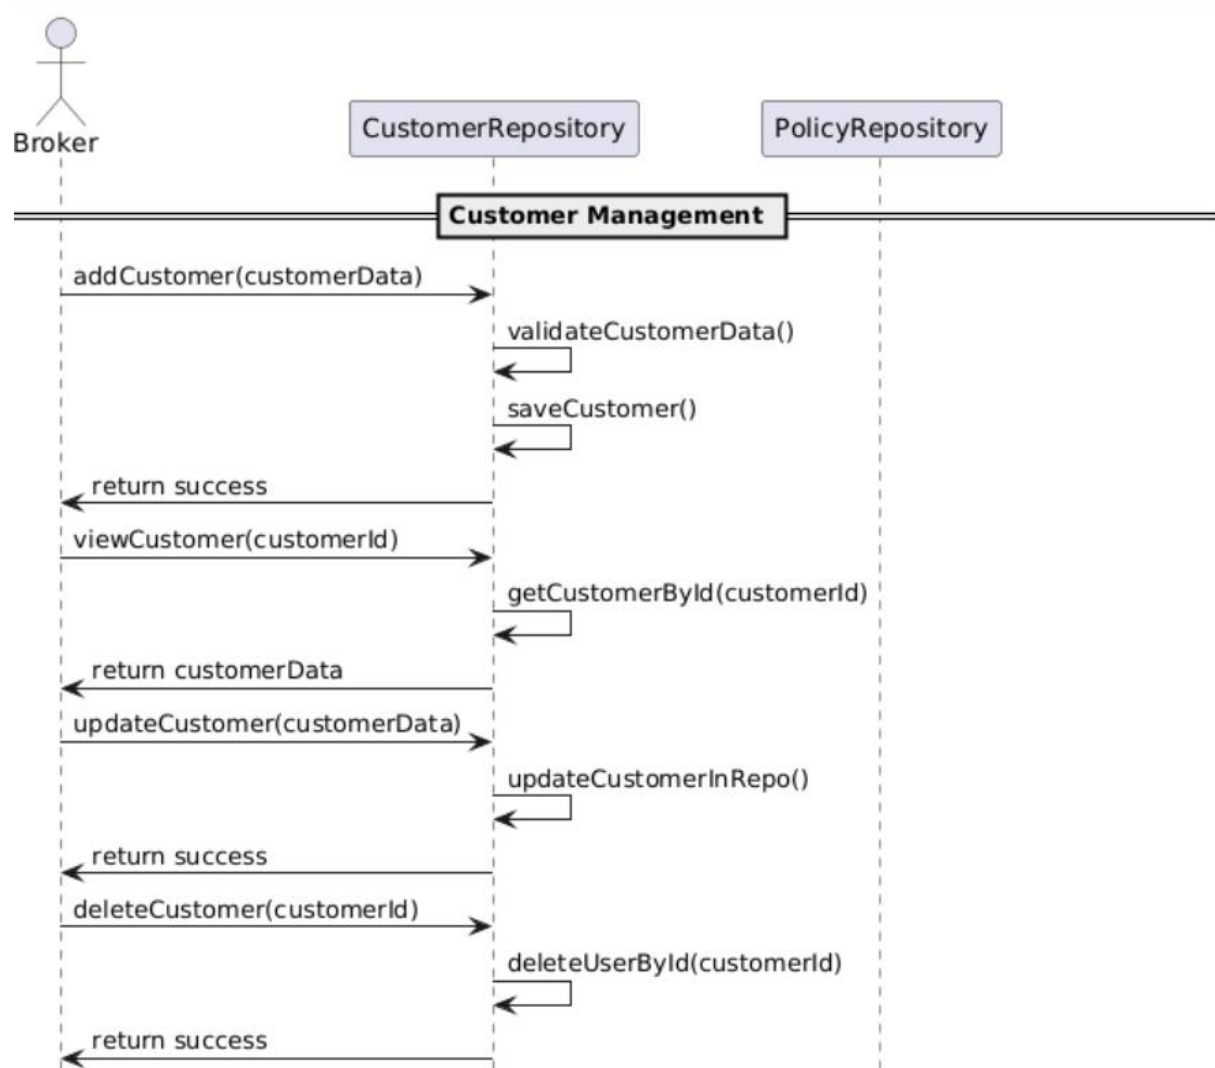 Broker
CustomerRepository
PolicyRepository
Customer Management
addCustomer(customerData)
validateCustomerData()
saveCustomer()
return success
viewCustomer(customerId)
getCustomerById(customerId)
return customerData
updateCustomer(customerData)
updateCustomerInRepo()
return success
deleteCustomer(customerId)
deleteUserById(customerId)
return success